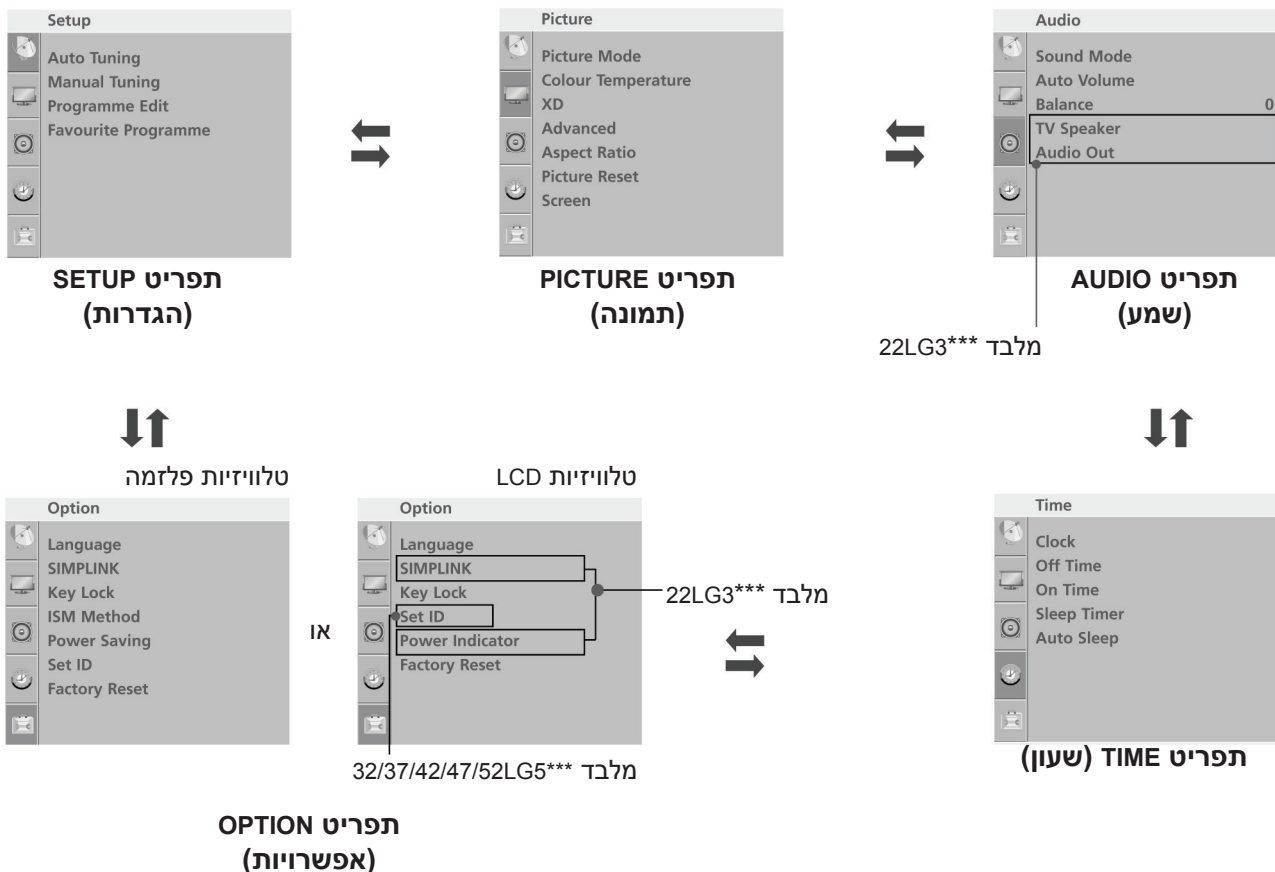 Setup
Auto Tuning
Manual Tuning
Programme Edit
Favourite Programme
תפריט SETUP
(הגדרות)
Picture
Picture Mode
Colour Temperature
XD
Advanced
Aspect Ratio
Picture Reset
Screen
תפריט PICTURE
(תמונה)
Audio
Sound Mode
Auto Volume
Balance 0
TV Speaker
Audio Out
תפריט AUDIO
(שמע)
מלבד ***22LG3
טלוויזיות פלזמה
Option
Language
SIMPLINK
Key Lock
ISM Method
Power Saving
Set ID
Factory Reset
או
טלוויזיות LCD
Option
Language
SIMPLINK
Key Lock
Set ID
Power Indicator
Factory Reset
מלבד ***22LG3
מלבד ***32/37/42/47/52LG5
תפריט OPTION
(אפשרויות)
Time
Clock
Off Time
On Time
Sleep Timer
Auto Sleep
תפריט TIME (שעון)